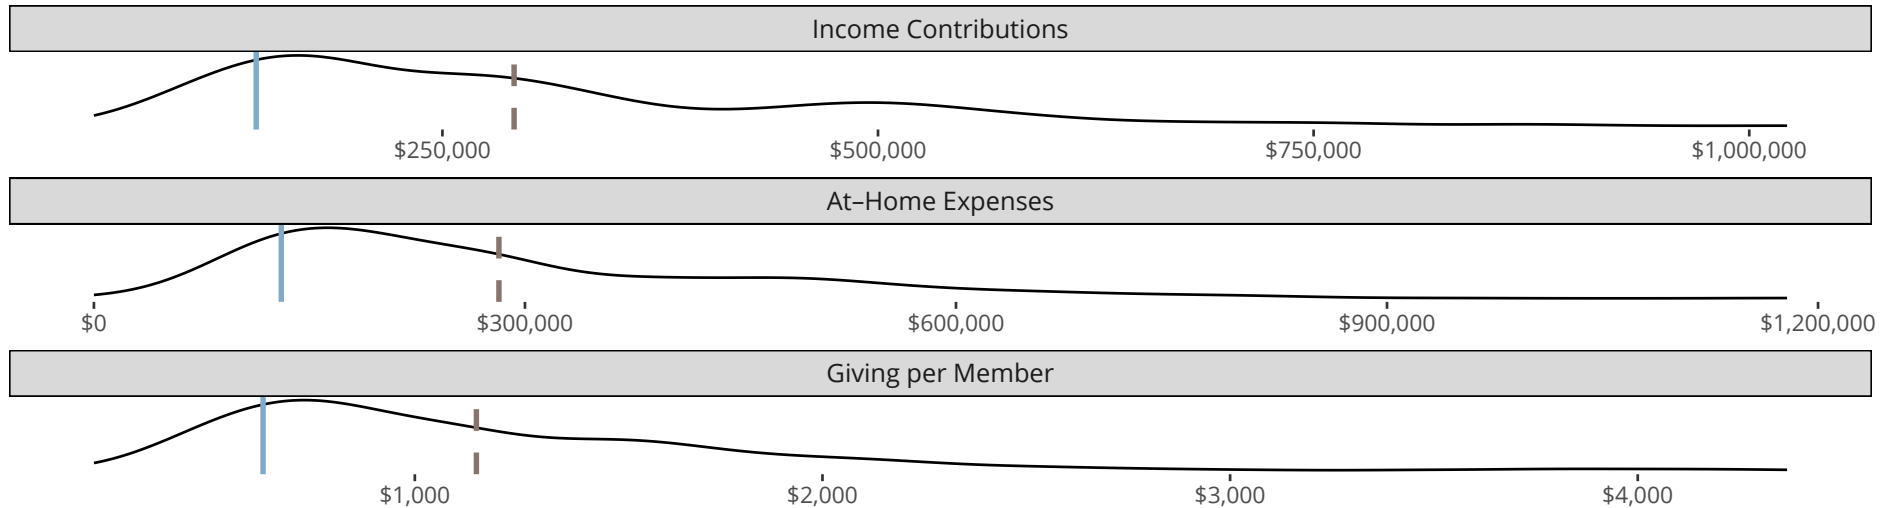 Income Contributions
$250,000 $500,000 $750,000 $1,000,000
At–Home Expenses
$0 $300,000 $600,000 $900,000 $1,200,000
Giving per Member
$1,000 $2,000 $3,000 $4,000